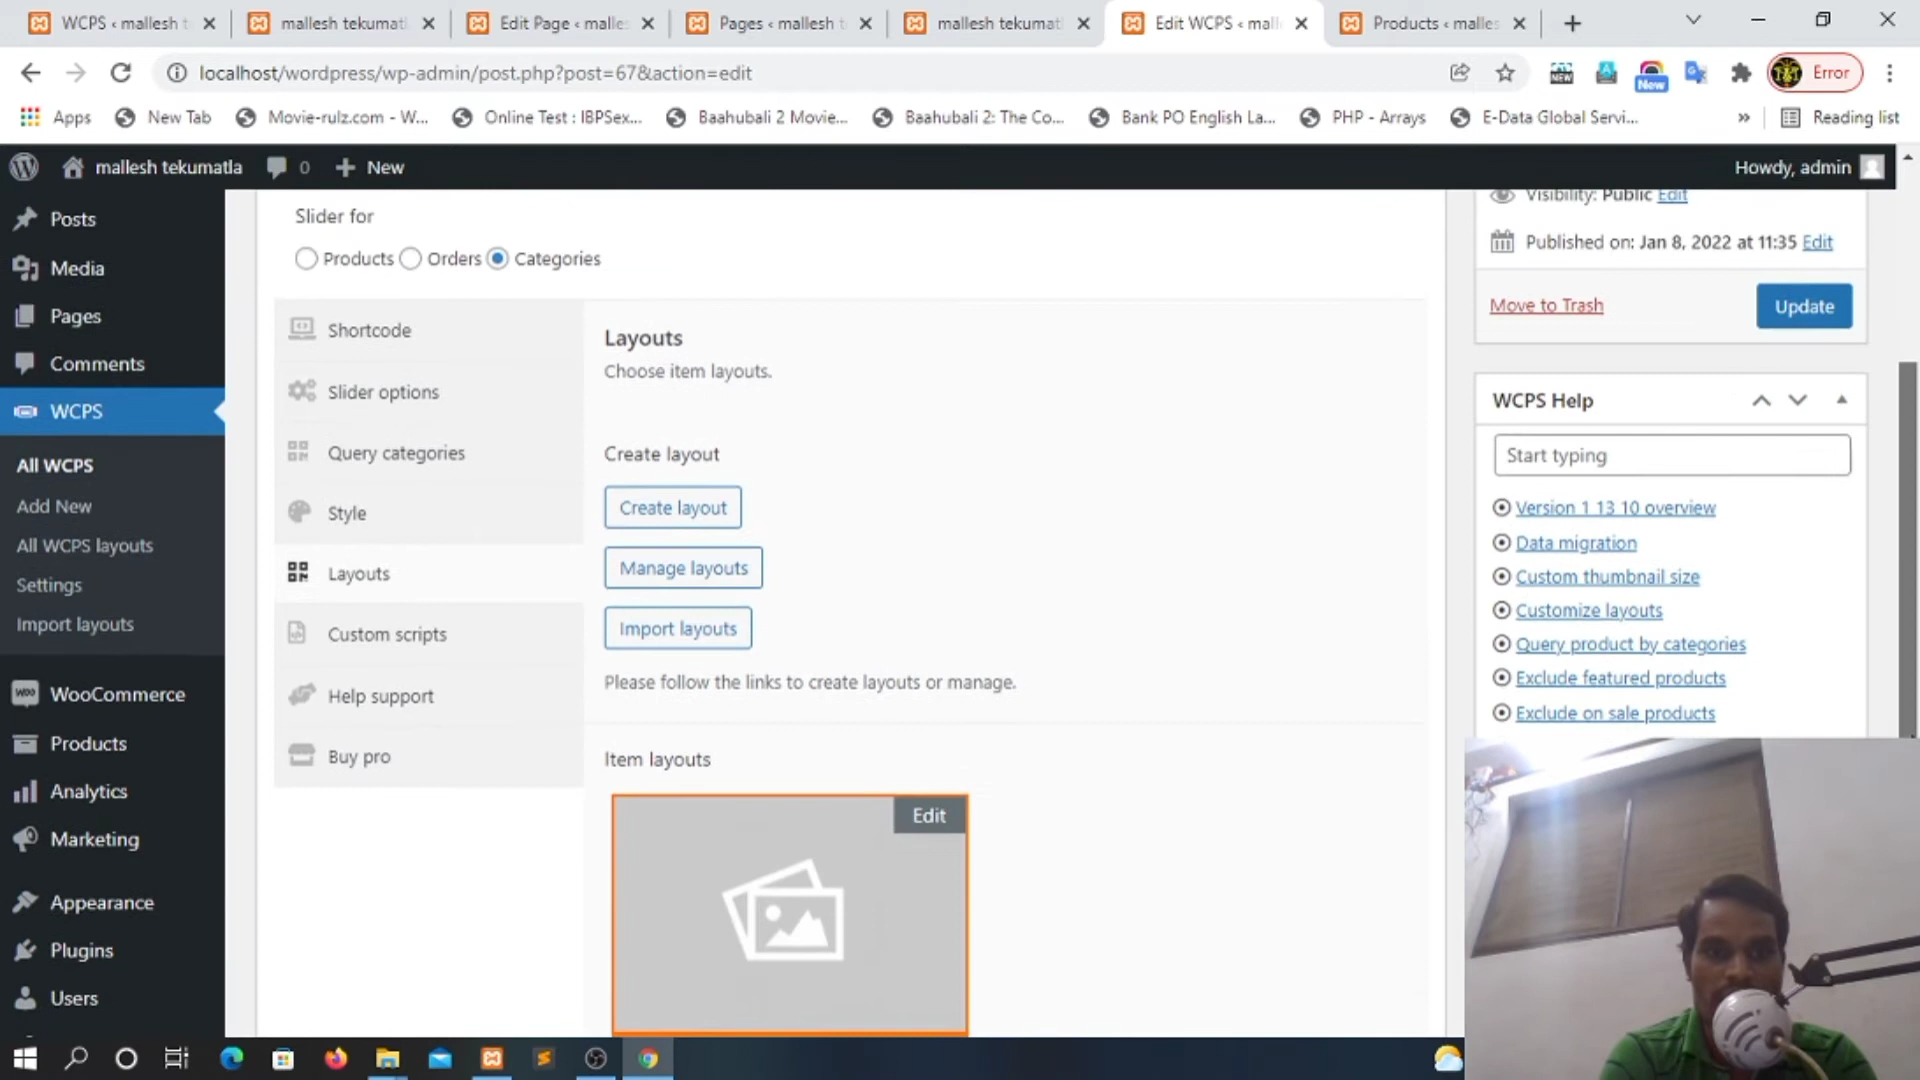 WCPS ‹ mallesh t
mallesh tekumatl
Edit Page ‹ malles
Pages ‹ mallesh t
mallesh tekumat
Edit WCPS ‹ mall
Products ‹ malles
localhost/wordpress/wp-admin/post.php?post=67&action=edit
NEW
New
Error
Apps
New Tab
Movie-rulz.com - W...
Online Test : IBPSex...
Baahubali 2 Movie...
Baahubali 2: The Co...
Bank PO English La...
PHP - Arrays
E-Data Global Servi...
»
Reading list
mallesh tekumatla
0
New
Howdy, admin
Posts
Media
Pages
Comments
WCPS
All WCPS
Add New
All WCPS layouts
Settings
Import layouts
WooCommerce
Products
Analytics
Marketing
Appearance
Plugins
Users
Slider for
Products
Orders
Categories
Shortcode
Slider options
Query categories
Style
Layouts
Custom scripts
Help support
Buy pro
Layouts
Choose item layouts.
Create layout
Create layout
Manage layouts
Import layouts
Please follow the links to create layouts or manage.
Item layouts
Edit
Visibility: Public Edit
Published on: Jan 8, 2022 at 11:35 Edit
Move to Trash
Update
WCPS Help
Start typing
Version 1 13 10 overview
Data migration
Custom thumbnail size
Customize layouts
Query product by categories
Exclude featured products
Exclude on sale products